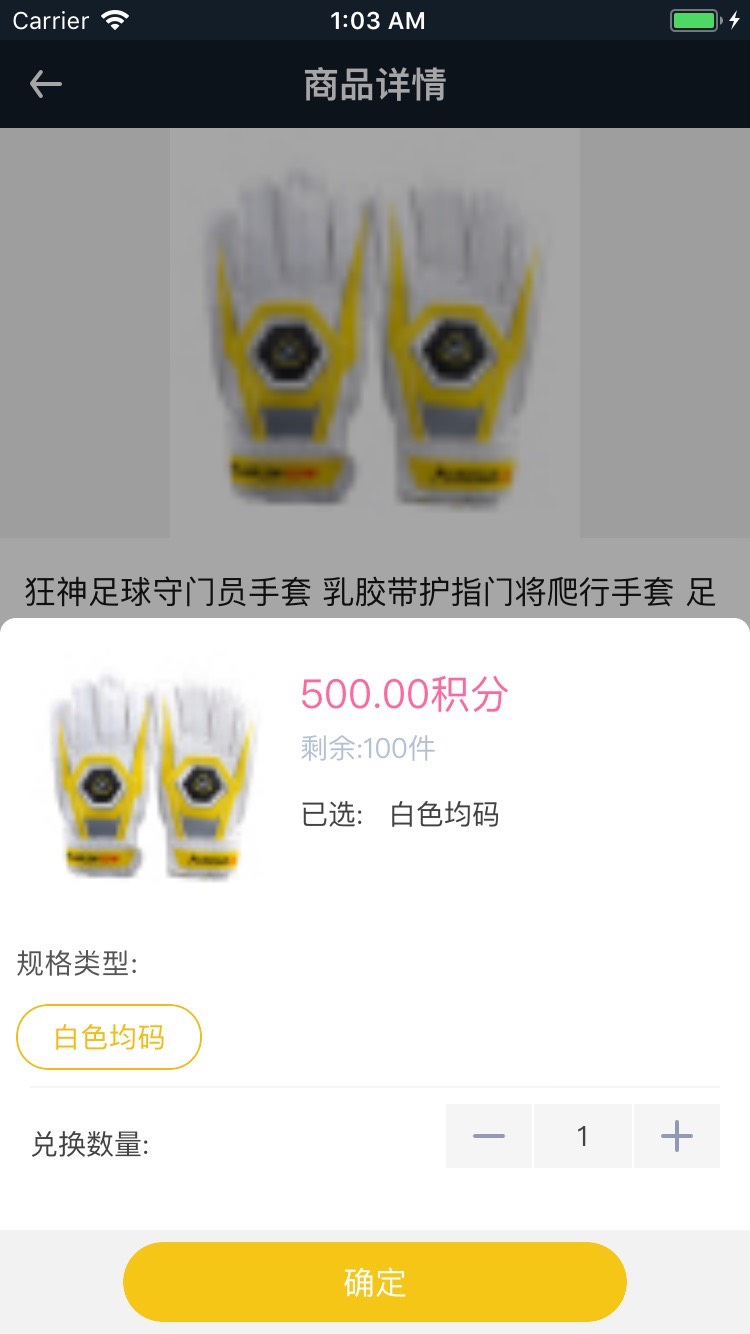 Carrier
1:03 AM
商品详情
狂神足球守门员手套 乳胶带护指门将爬行手套 足
500.00积分
剩余:100件
已选: 白色均码
规格类型:
白色均码
兑换数量:
1
确定